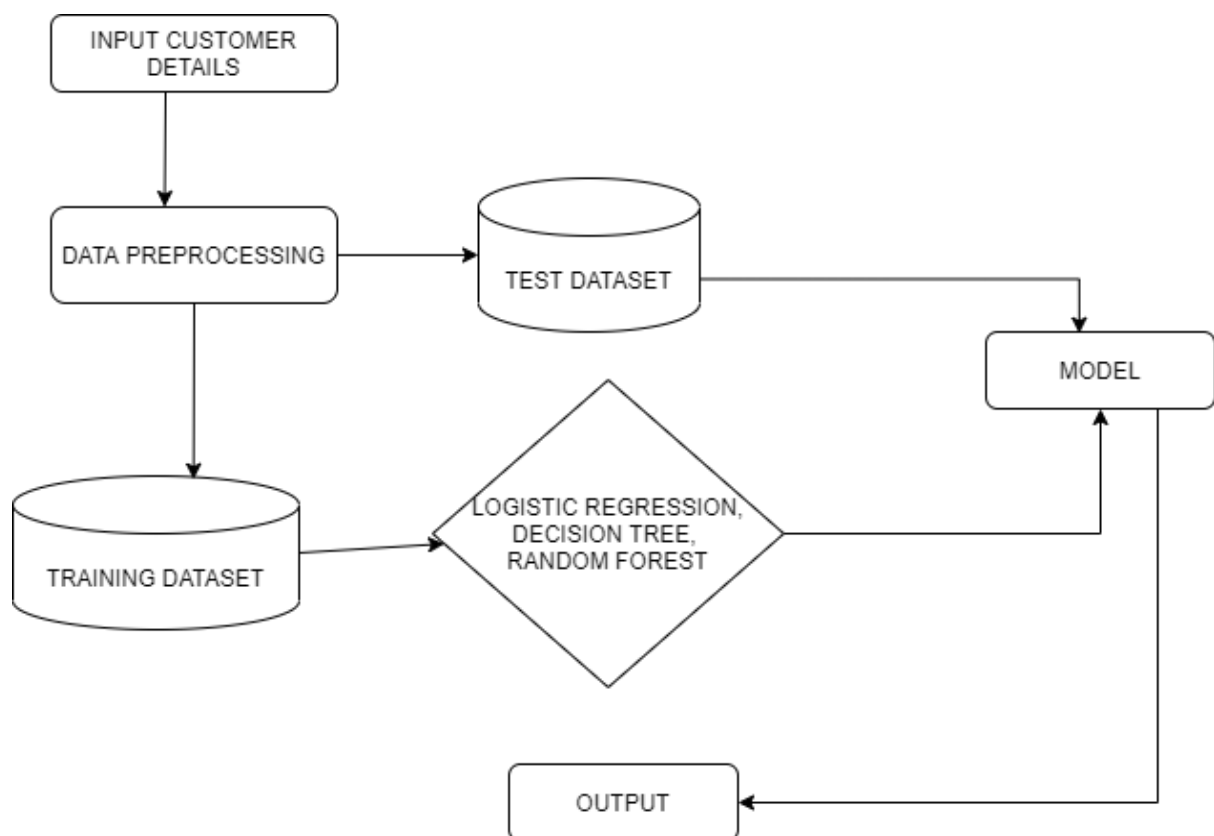 INPUT CUSTOMER
DETAILS
DATA PREPROCESSING
TEST DATASET
MODEL
LOGISTIC REGRESSION,
DECISION TREE,
RANDOM FOREST
TRAINING DATASET
OUTPUT